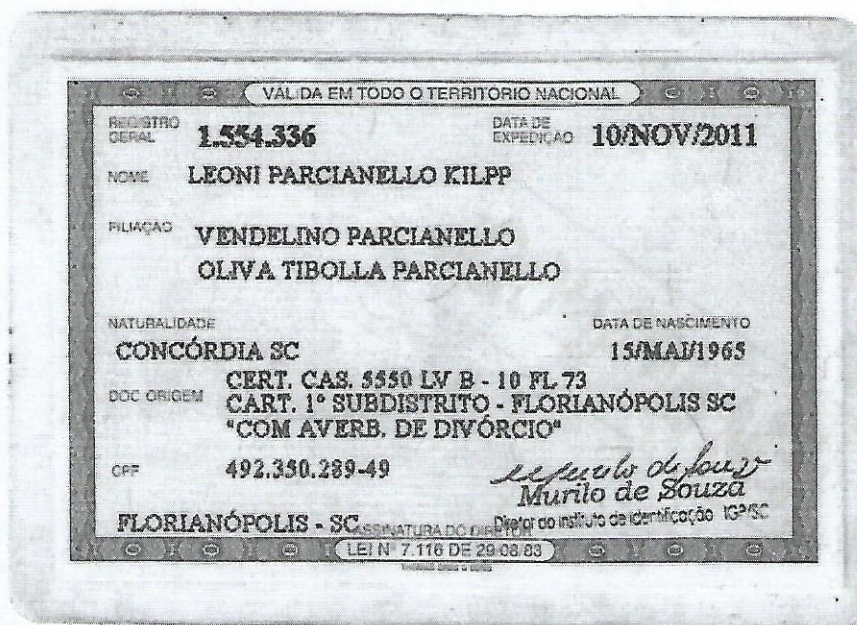 VÁLIDA EM TODO O TERRITÓRIO NACIONAL
REGISTRO GERAL 1.554.336 DATA DE EXPEDIÇÃO 10/NOV/2011
NOME LEONI PARCIANELLO KILPP
FILIAÇÃO VENDELINO PARCIANELLO
OLIVA TIBOLLA PARCIANELLO
NATURALIDADE DATA DE NASCIMENTO
CONCÓRDIA SC 15/MAI/1965
DOC ORIGEM CERT. CAS. 5550 LV B - 10 FL 73
CART. 1º SUBDISTRITO - FLORIANÓPOLIS SC
"COM AVERB. DE DIVÓRCIO"
CPF 492.350.289-49
Murilo de Souza
FLORIANÓPOLIS - SC ASSINATURA DO DIRETOR Diretor do Instituto de Identificação IGP/SC
LEI Nº 7.116 DE 29/08/83